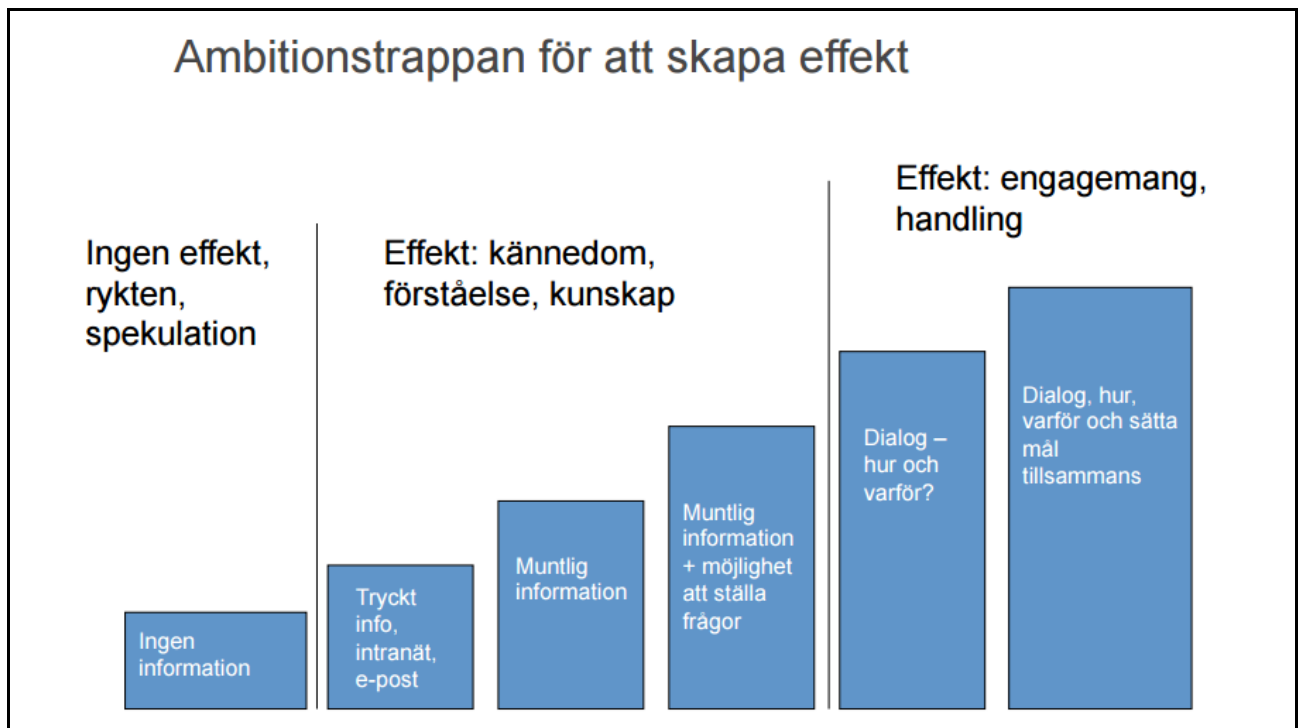 Ambitionstrappan för att skapa effekt
Ingen effekt,
rykten,
spekulation
Effekt: kännedom,
förståelse, kunskap
Effekt: engagemang,
handling
Ingen
information
Tryckt
info,
intranät,
e-post
Muntlig
information
Muntlig
information
+ möjlighet
att ställa
frågor
Dialog –
hur och
varför?
Dialog, hur,
varför och sätta
mål
tillsammans